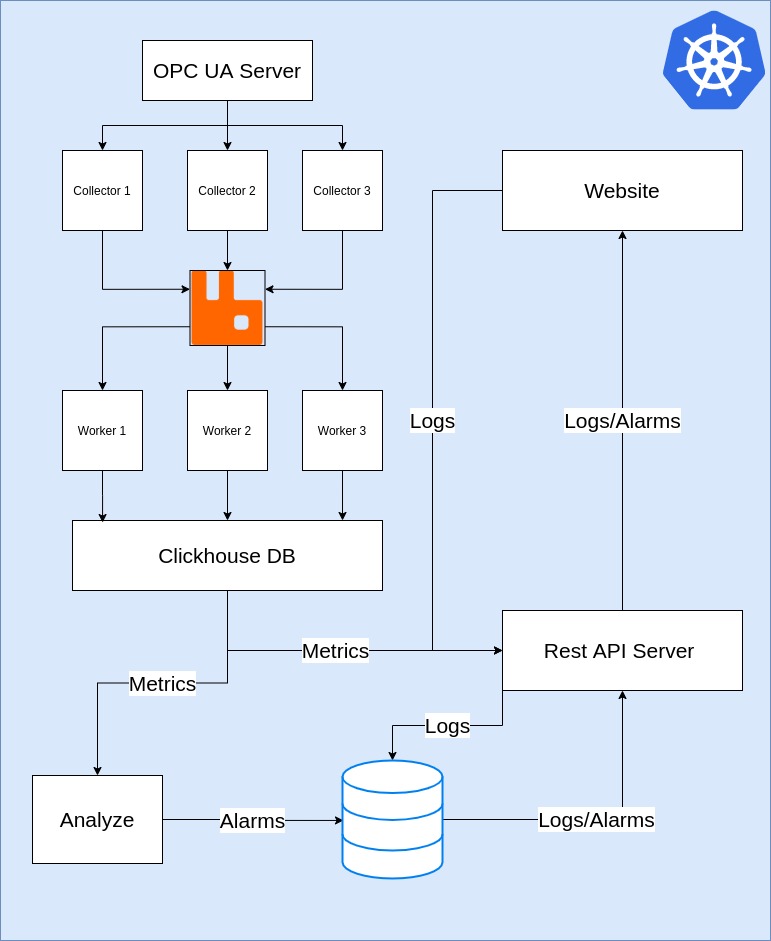 OPC UA Server
Collector 1
Collector 2
Collector 3
Website
Logs
Logs/Alarms
Worker 1
Worker 2
Worker 3
Clickhouse DB
Metrics
Rest API Server
Metrics
Logs
Analyze
Alarms
Logs/Alarms